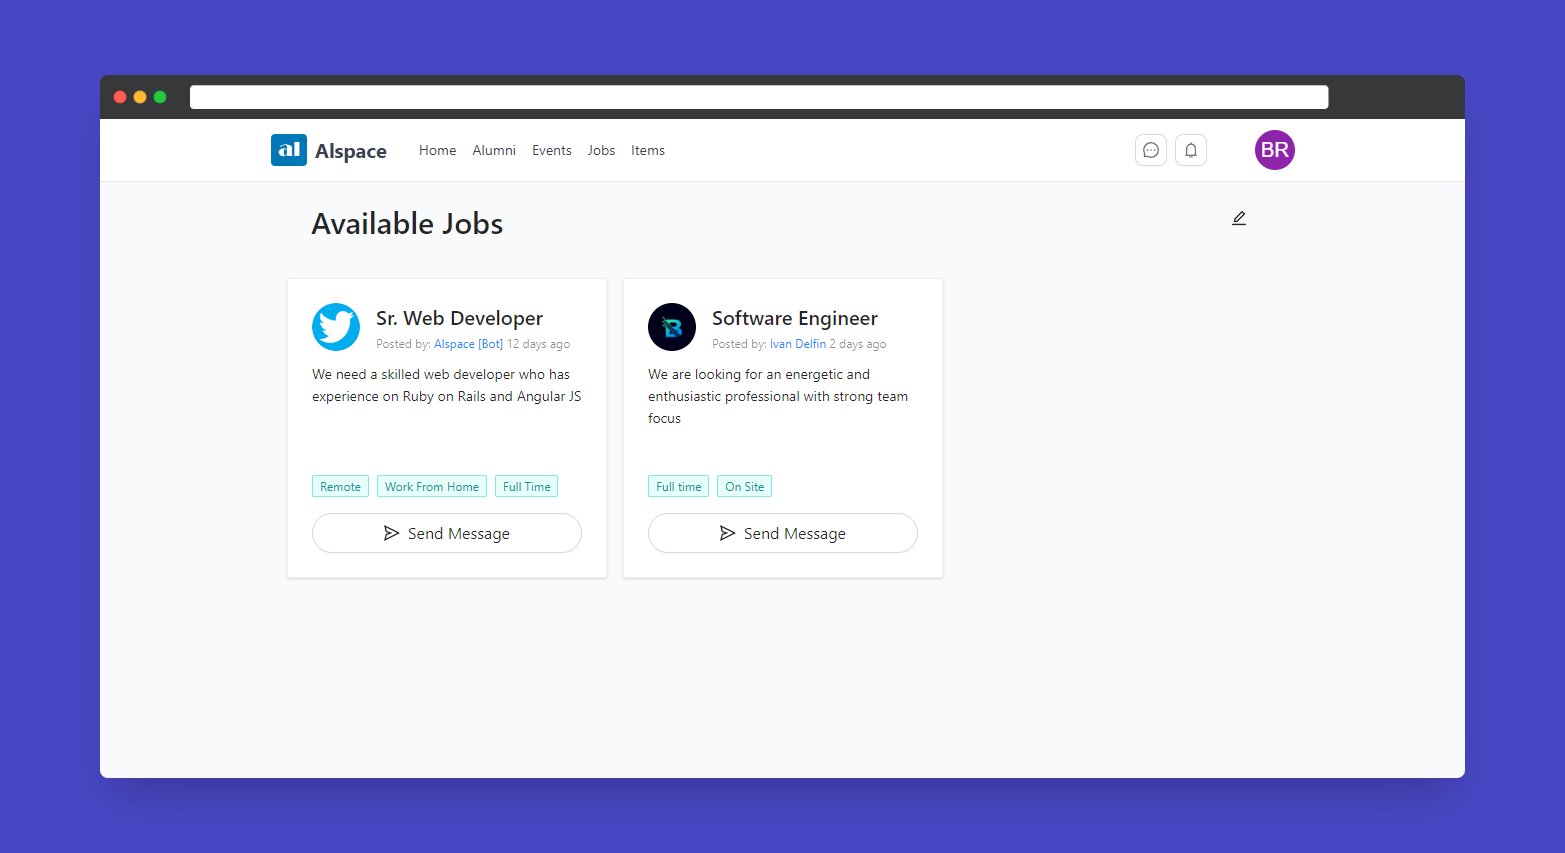 al Alspace Home Alumni Events Jobs Items BR
Available Jobs
Sr. Web Developer
Posted by: Alspace [Bot] 12 days ago
We need a skilled web developer who has
experience on Ruby on Rails and Angular JS
Remote Work From Home Full Time
Send Message
Software Engineer
Posted by: Ivan Delfin 2 days ago
We are looking for an energetic and
enthusiastic professional with strong team
focus
Full time On Site
Send Message